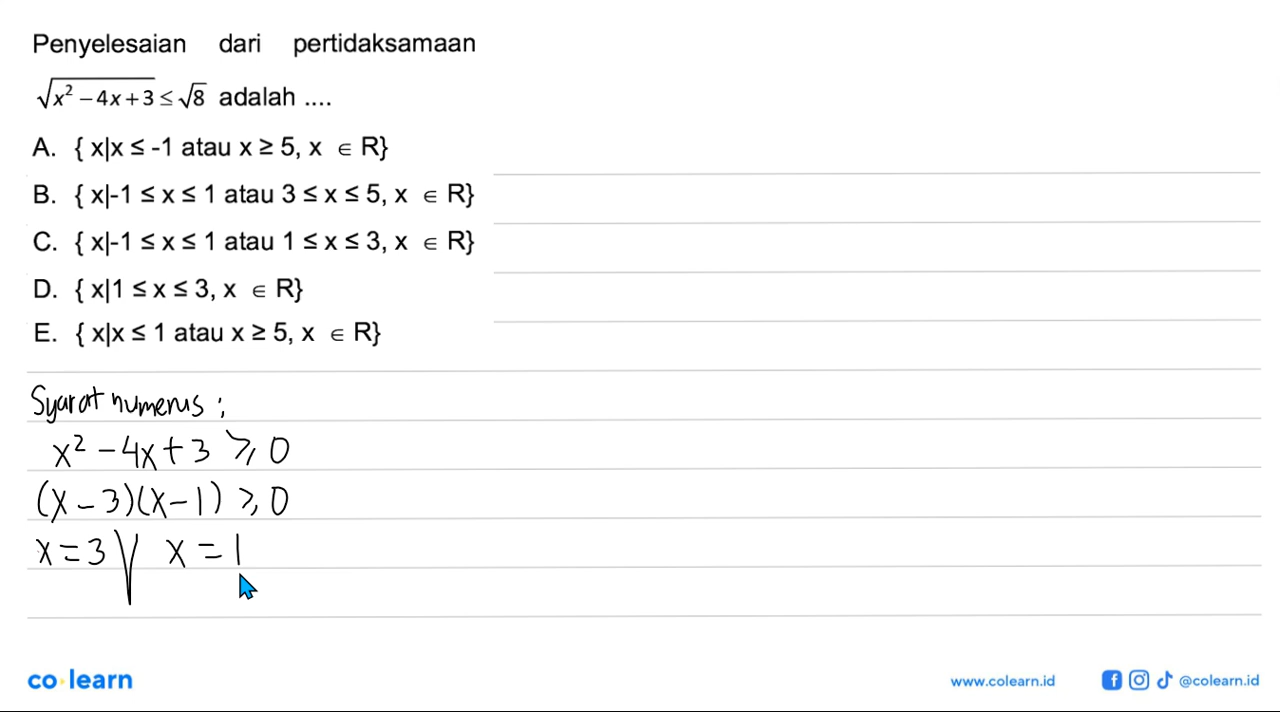 Penyelesaian dari pertidaksamaan
√(x² – 4x + 3) ≤ √8 adalah ....
A. { x|x ≤ -1 atau x ≥ 5, x ∈ R}
B. { x|-1 ≤ x ≤ 1 atau 3 ≤ x ≤ 5, x ∈ R}
C. { x|-1 ≤ x ≤ 1 atau 1 ≤ x ≤ 3, x ∈ R}
D. { x|1 ≤ x ≤ 3, x ∈ R}
E. { x|x ≤ 1 atau x ≥ 5, x ∈ R}
Syarat numerus ;
x² – 4x + 3 ≥ 0
(x – 3)(x – 1) ≥ 0
x = 3 ∨ x = 1
co·learn
www.colearn.id
@colearn.id